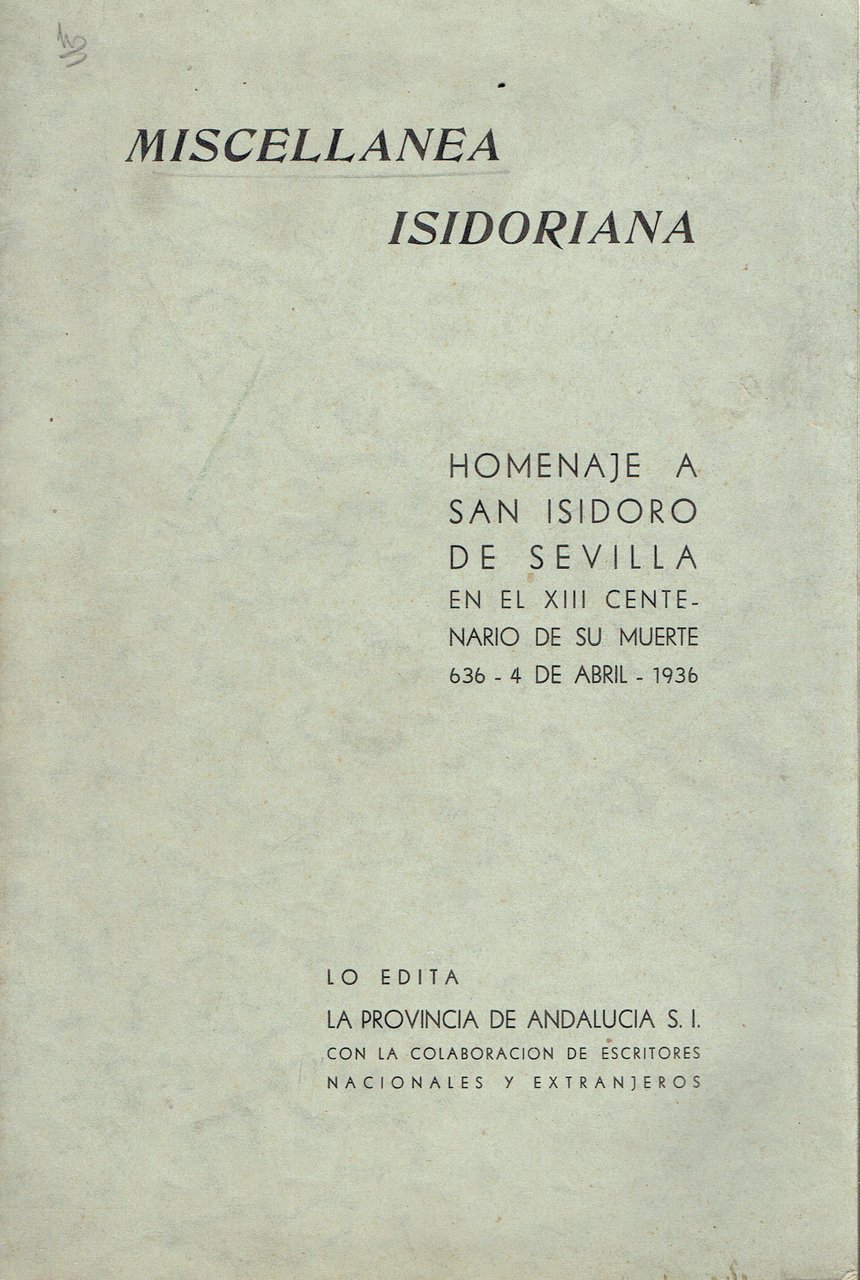 MISCELLANEA
ISIDORIANA
HOMENAJE A
SAN ISIDORO
DE SEVILLA
EN EL XIII CENTE-
NARIO DE SU MUERTE
636 - 4 DE ABRIL - 1936
LO EDITA
LA PROVINCIA DE ANDALUCIA S. I.
CON LA COLABORACION DE ESCRITORES
NACIONALES Y EXTRANJEROS